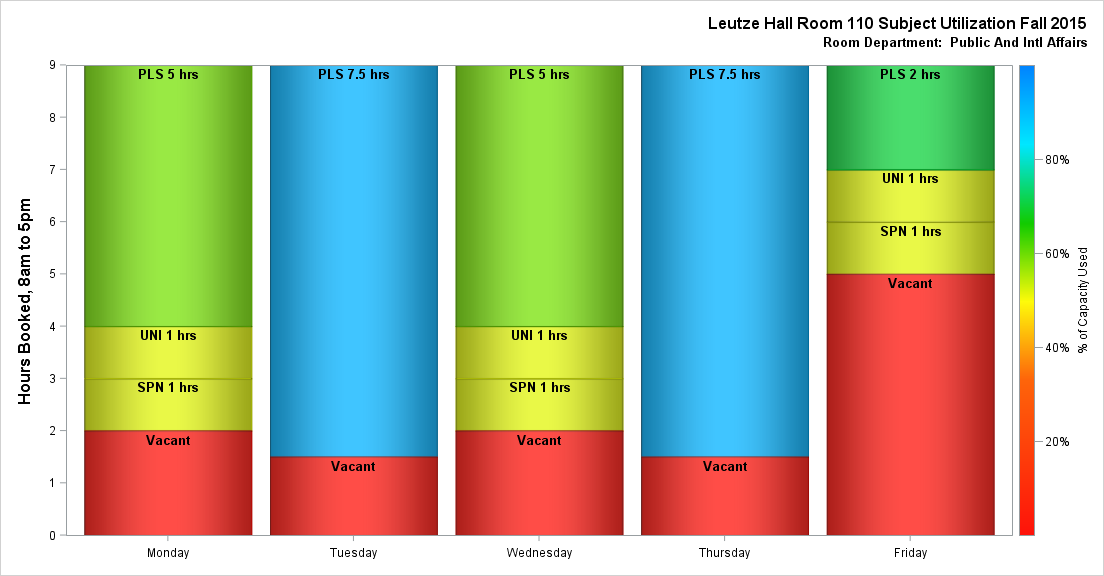 Leutze Hall Room 110 Subject Utilization Fall 2015
Room Department: Public And Intl Affairs
Hours Booked, 8am to 5pm
9
8
7
6
5
4
3
2
1
0
PLS 5 hrs
UNI 1 hrs
SPN 1 hrs
Vacant
PLS 7.5 hrs
Vacant
PLS 5 hrs
UNI 1 hrs
SPN 1 hrs
Vacant
PLS 7.5 hrs
Vacant
PLS 2 hrs
UNI 1 hrs
SPN 1 hrs
Vacant
Monday
Tuesday
Wednesday
Thursday
Friday
80%
60%
40%
20%
% of Capacity Used